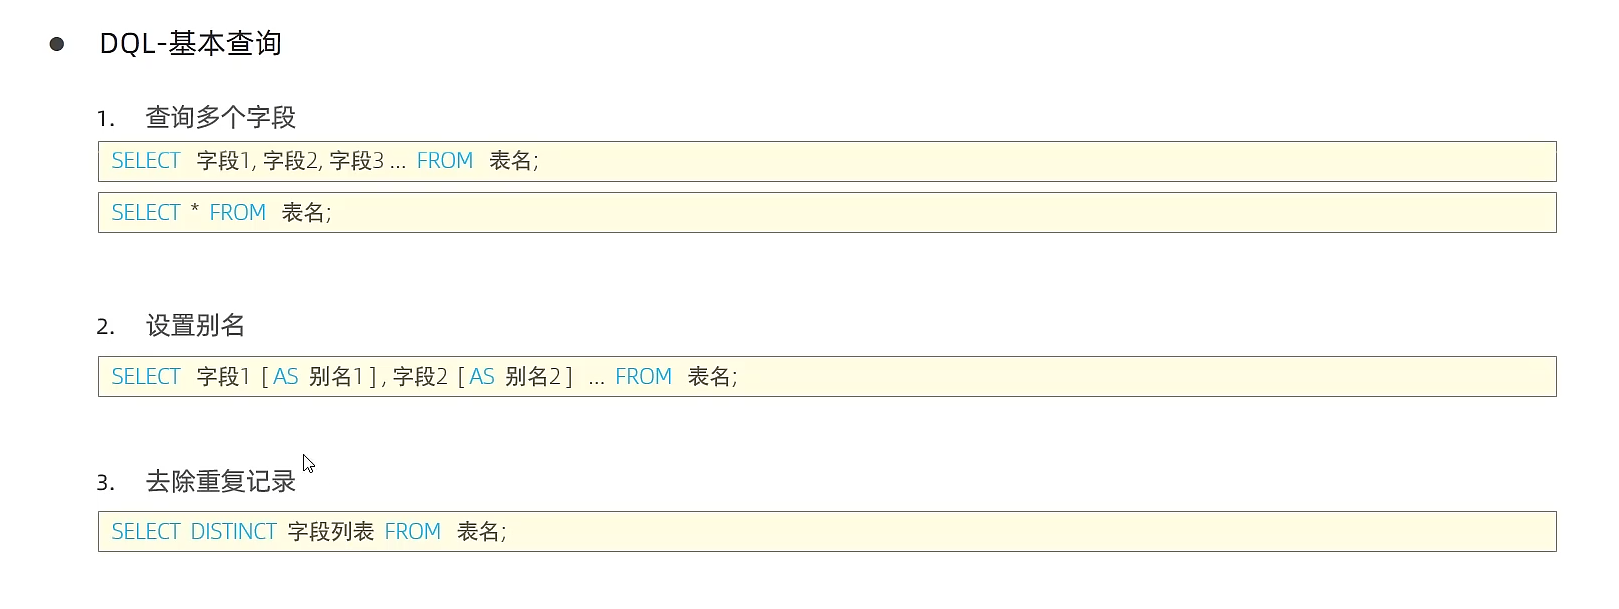 ● DQL-基本查询
1. 查询多个字段
SELECT 字段1, 字段2, 字段3 ... FROM 表名;
SELECT * FROM 表名;
2. 设置别名
SELECT 字段1 [ AS 别名1 ] , 字段2 [ AS 别名2 ] ... FROM 表名;
3. 去除重复记录
SELECT DISTINCT 字段列表 FROM 表名;